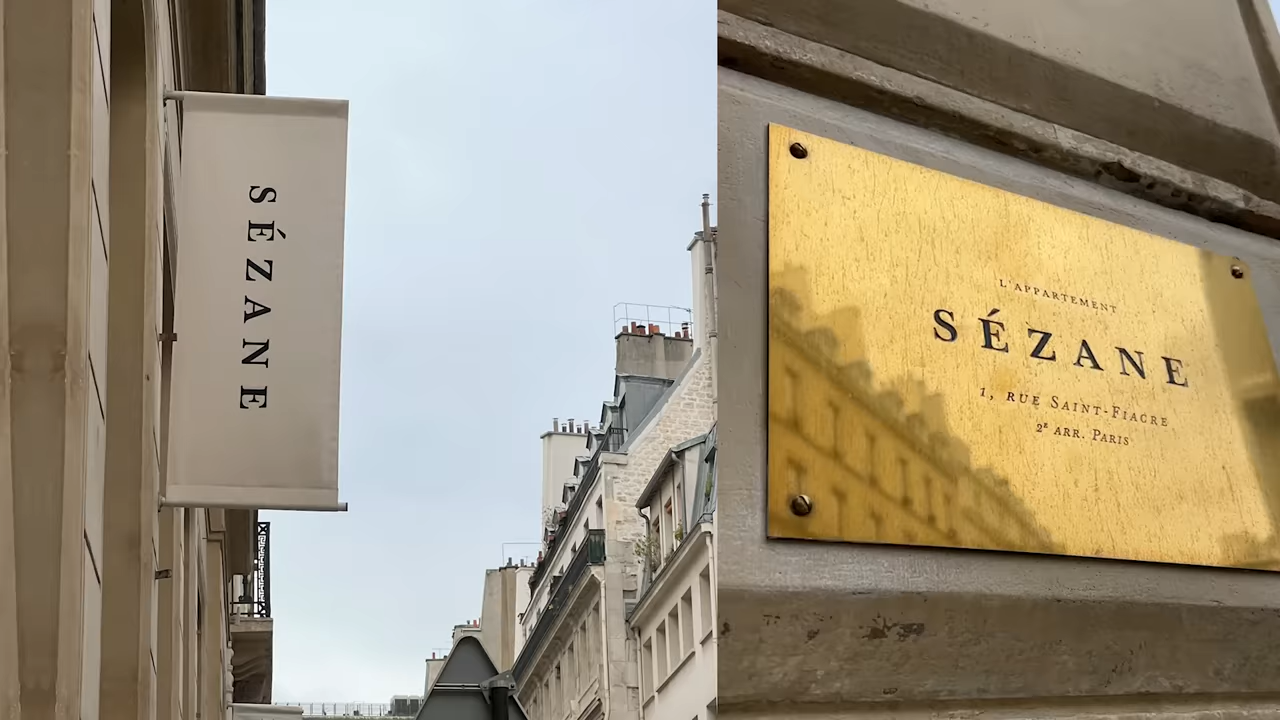 SÉZANE
L'APPARTEMENT
SÉZANE
1, RUE SAINT-FIACRE
2E ARR. PARIS